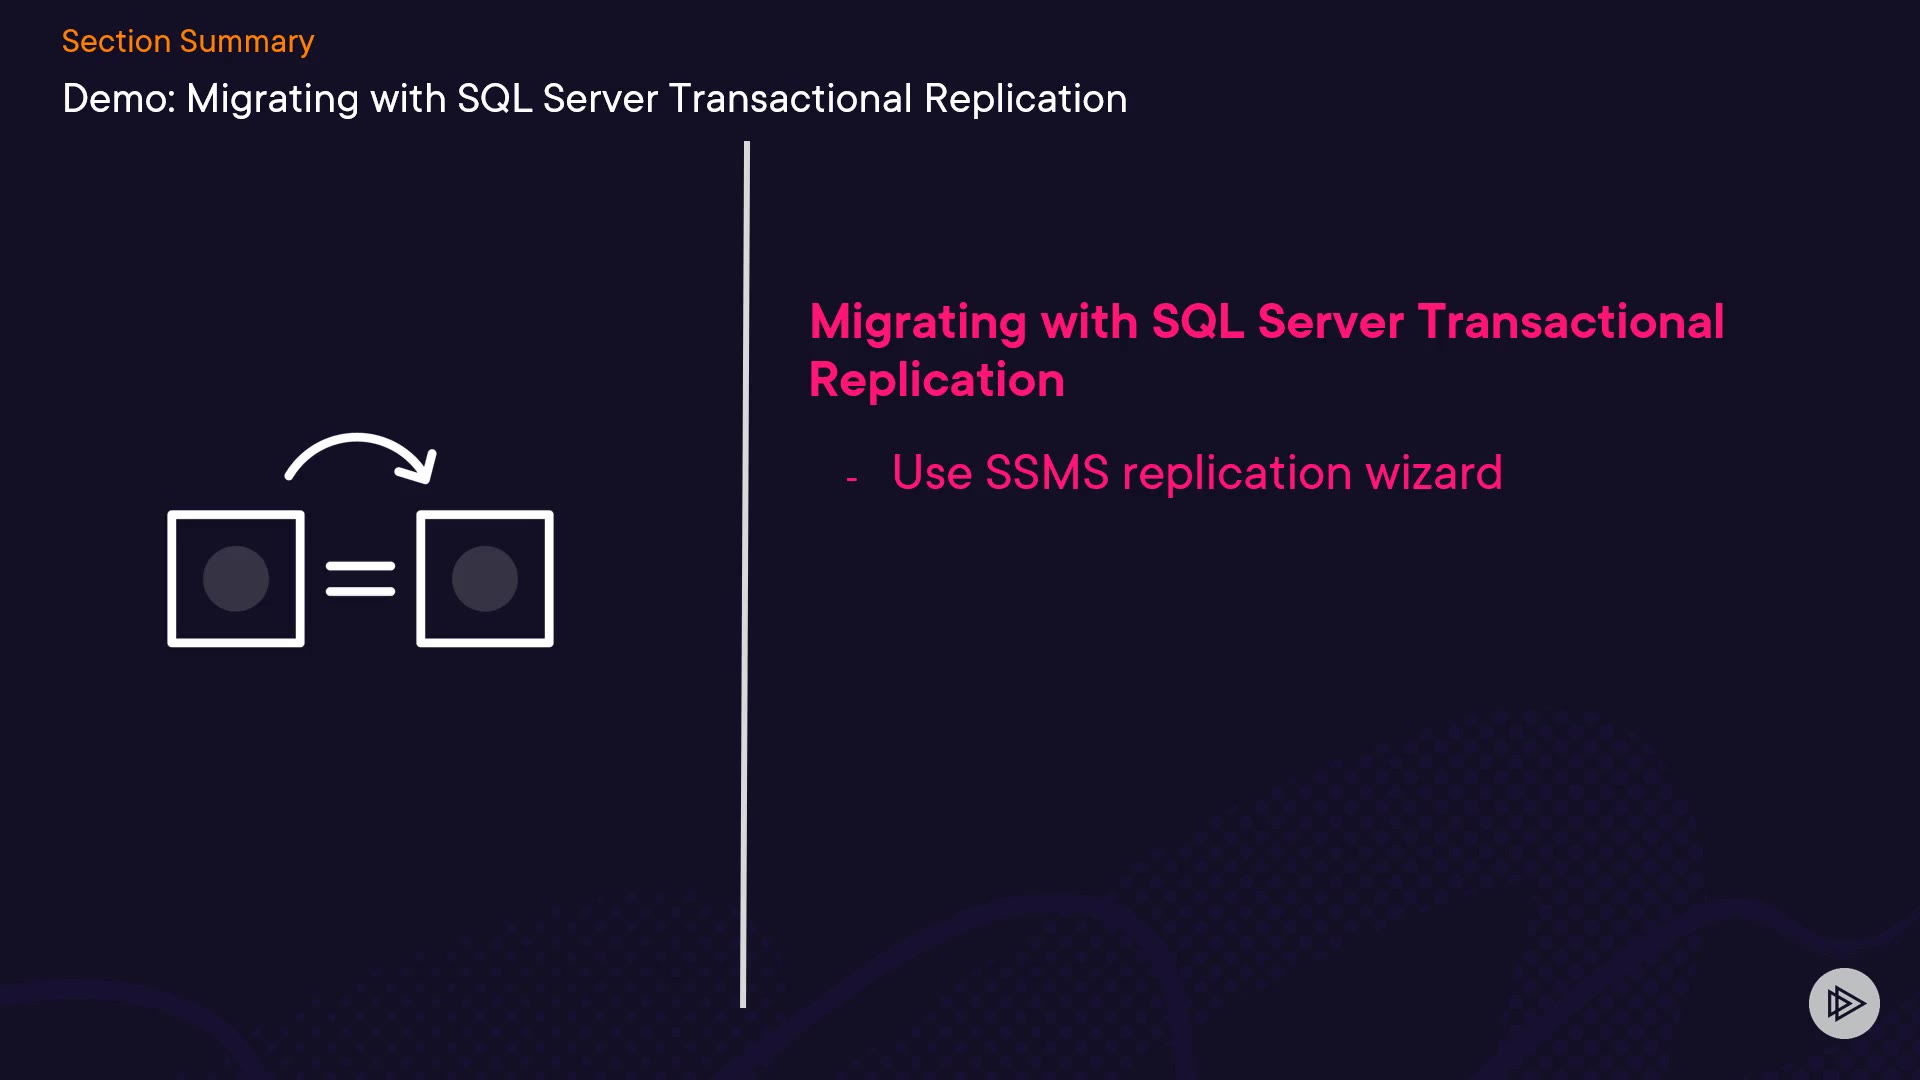 Section Summary
Demo: Migrating with SQL Server Transactional Replication
Migrating with SQL Server Transactional
Replication
- Use SSMS replication wizard